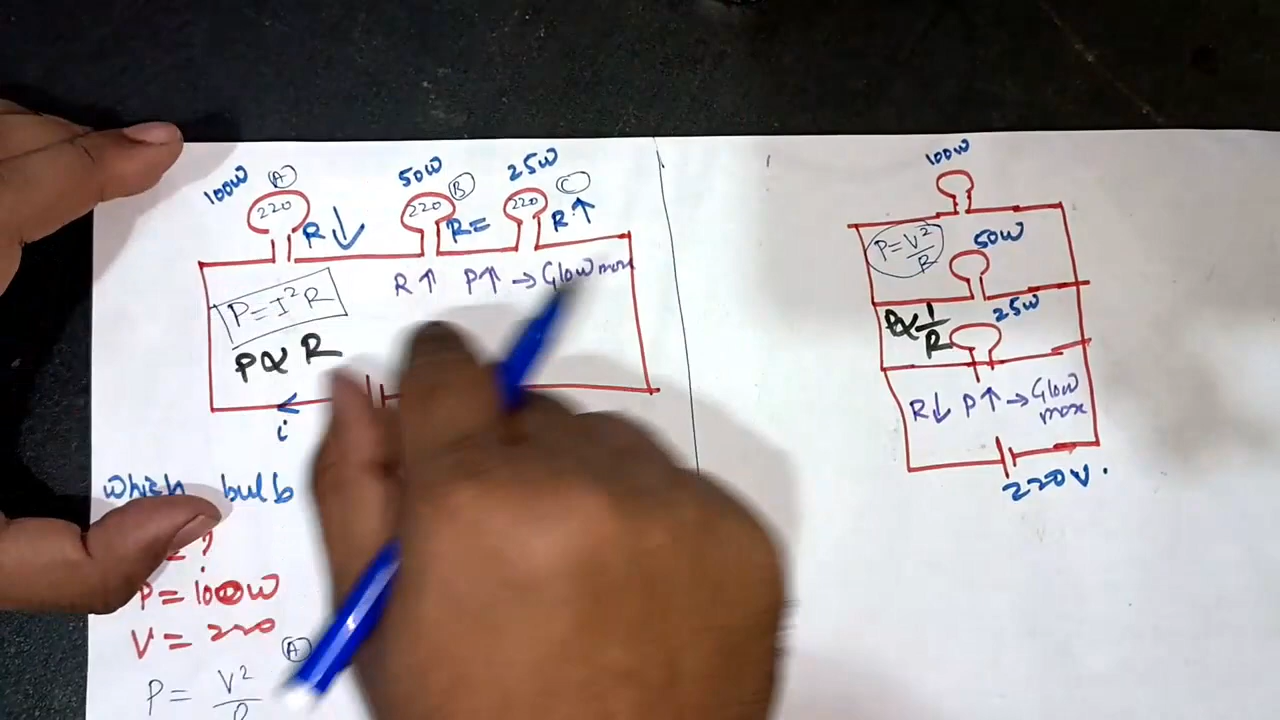 100W A 50W B 25W C
220 220 220
R↓ R= R↑
P=I²R
R↑ P↑ → Glow max
P∝R
i
which bulb
= ?
P = 100W
V = 220
A
P = V²/R
100W
P=V²/R
50W
25W
P∝1/R
R↓ P↑ → Glow
max
220V.